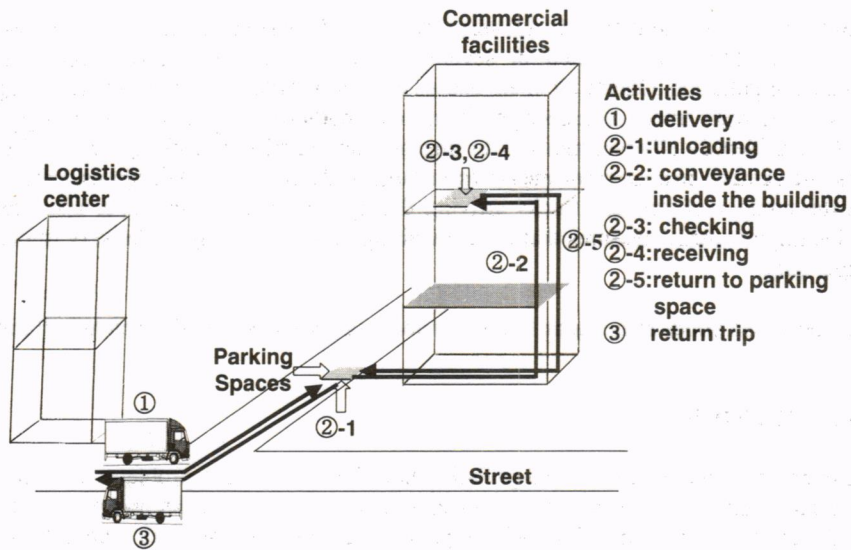 Commercial
facilities
Activities
① delivery
②-1:unloading
②-2: conveyance
inside the building
②-3: checking
②-4:receiving
②-5:return to parking
space
③ return trip
②-3,②-4
Logistics
center
②-5
②-2
Parking
Spaces
①
②-1
Street
③